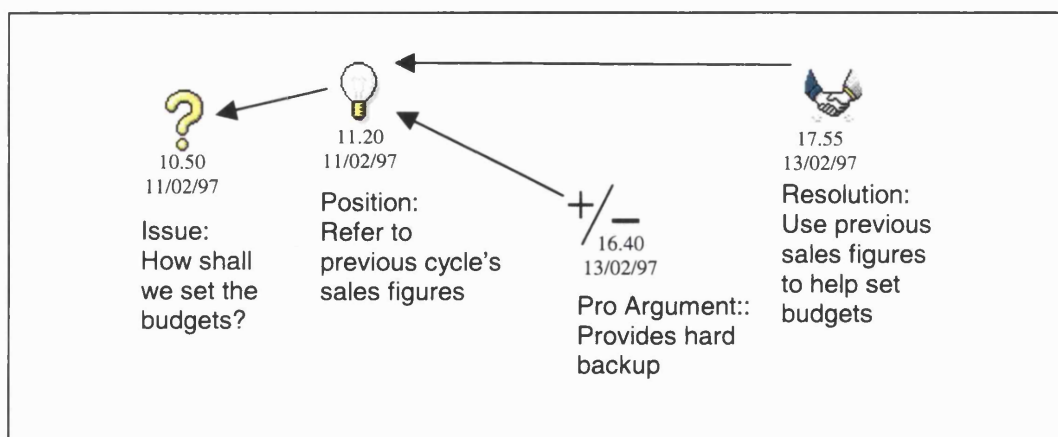 10.50
11/02/97
Issue:
How shall
we set the
budgets?
11.20
11/02/97
Position:
Refer to
previous cycle's
sales figures
+/–
16.40
13/02/97
Pro Argument::
Provides hard
backup
17.55
13/02/97
Resolution:
Use previous
sales figures
to help set
budgets